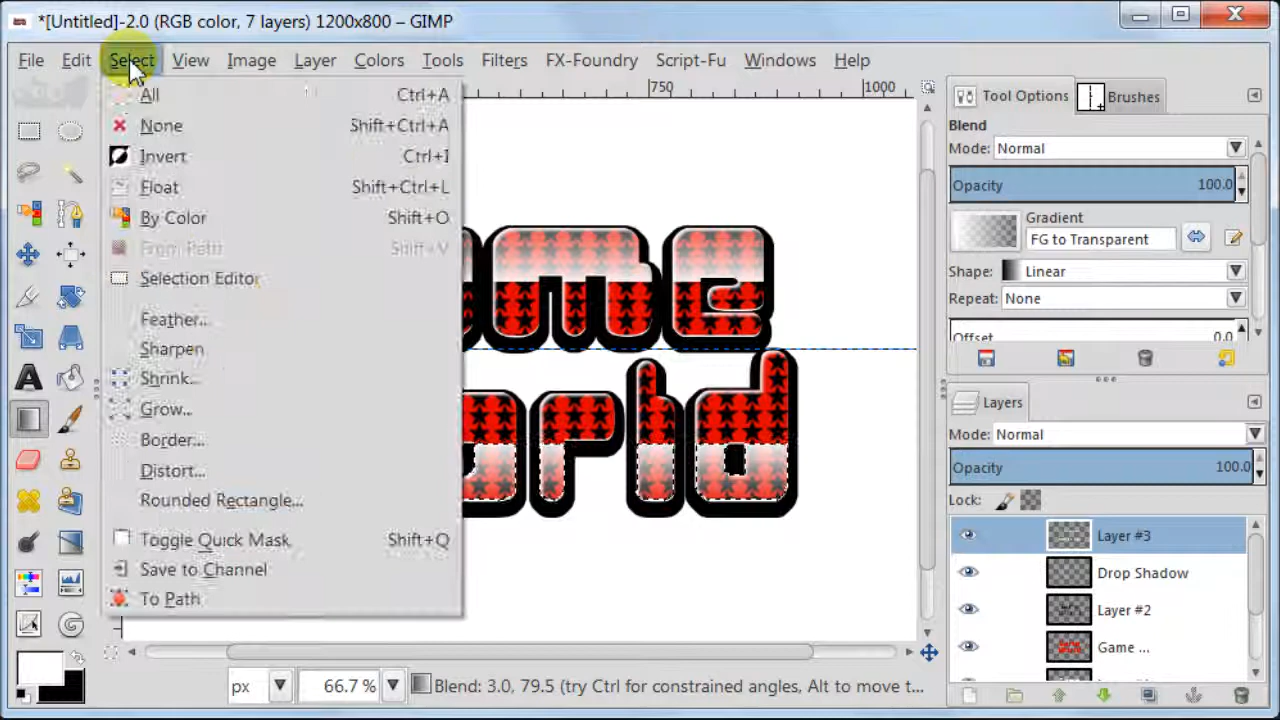 *[Untitled]-2.0 (RGB color, 7 layers) 1200x800 – GIMP
File Edit Select View Image Layer Colors Tools Filters FX-Foundry Script-Fu Windows Help
All Ctrl+A
None Shift+Ctrl+A
Invert Ctrl+I
Float Shift+Ctrl+L
By Color Shift+O
From Path Shift+V
Selection Editor
Feather...
Sharpen
Shrink...
Grow...
Border...
Distort...
Rounded Rectangle...
Toggle Quick Mask Shift+Q
Save to Channel
To Path
750 1000
ame
orld
px 66.7 % Blend: 3.0, 79.5 (try Ctrl for constrained angles, Alt to move t...
Tool Options Brushes
Blend
Mode: Normal
Opacity 100.0
Gradient
FG to Transparent
Shape: Linear
Repeat: None
Offset 0.0
Layers
Mode: Normal
Opacity 100.0
Lock:
Layer #3
Drop Shadow
Layer #2
Game ...